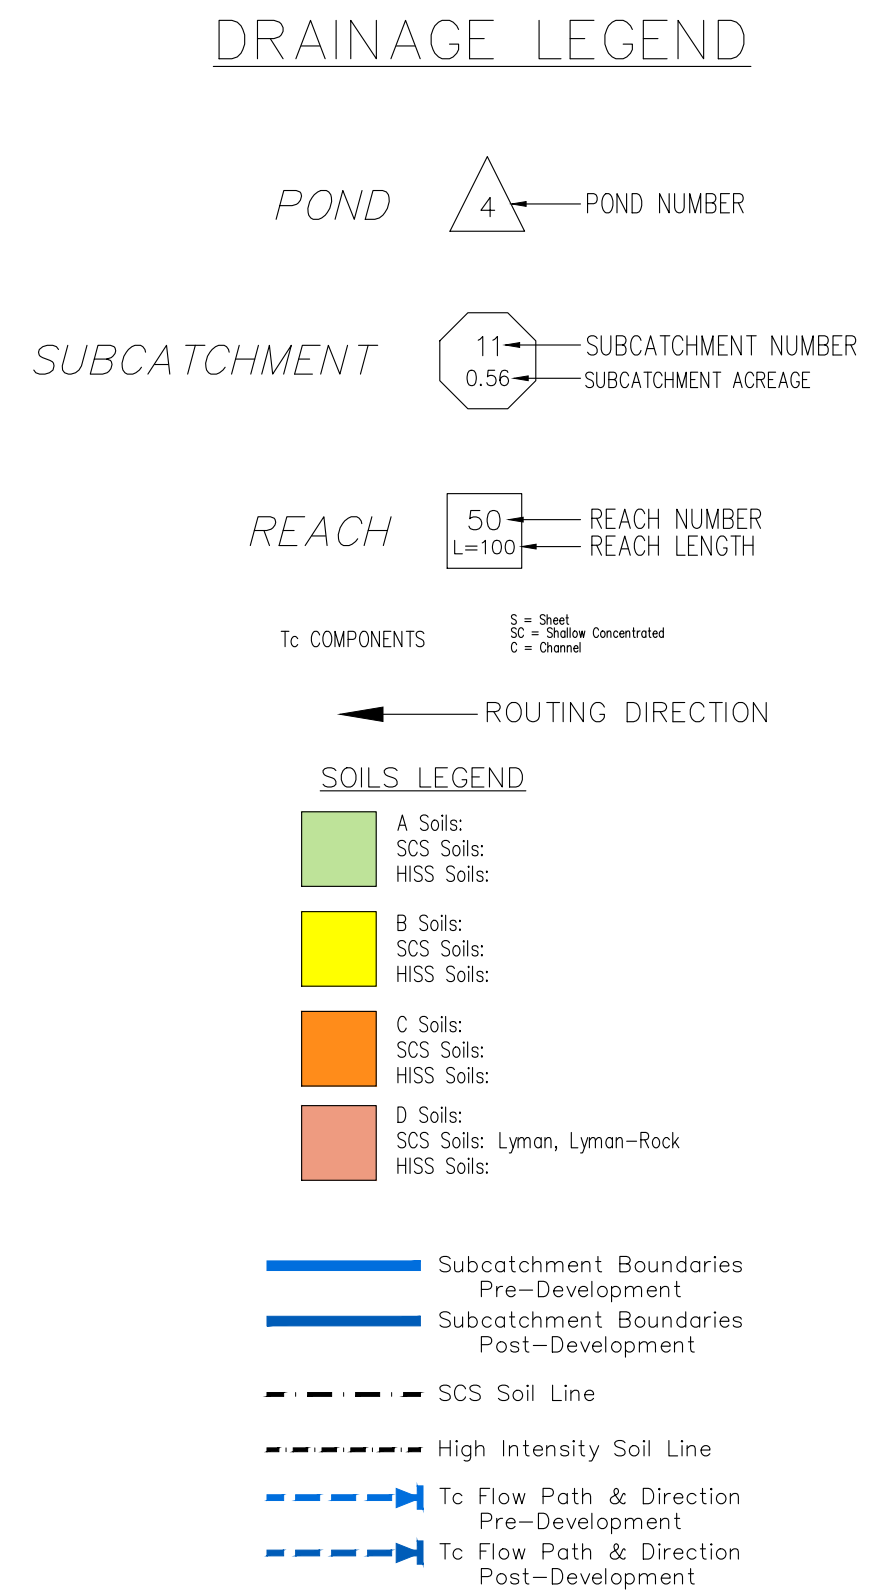 DRAINAGE LEGEND
POND
4
POND NUMBER
SUBCATCHMENT
11
SUBCATCHMENT NUMBER
0.56
SUBCATCHMENT ACREAGE
REACH
50
REACH NUMBER
L=100
REACH LENGTH
Tc COMPONENTS
S = Sheet
SC = Shallow Concentrated
C = Channel
ROUTING DIRECTION
SOILS LEGEND
A Soils:
SCS Soils:
HISS Soils:
B Soils:
SCS Soils:
HISS Soils:
C Soils:
SCS Soils:
HISS Soils:
D Soils:
SCS Soils: Lyman, Lyman-Rock
HISS Soils:
Subcatchment Boundaries
Pre-Development
Subcatchment Boundaries
Post-Development
SCS Soil Line
High Intensity Soil Line
Tc Flow Path & Direction
Pre-Development
Tc Flow Path & Direction
Post-Development